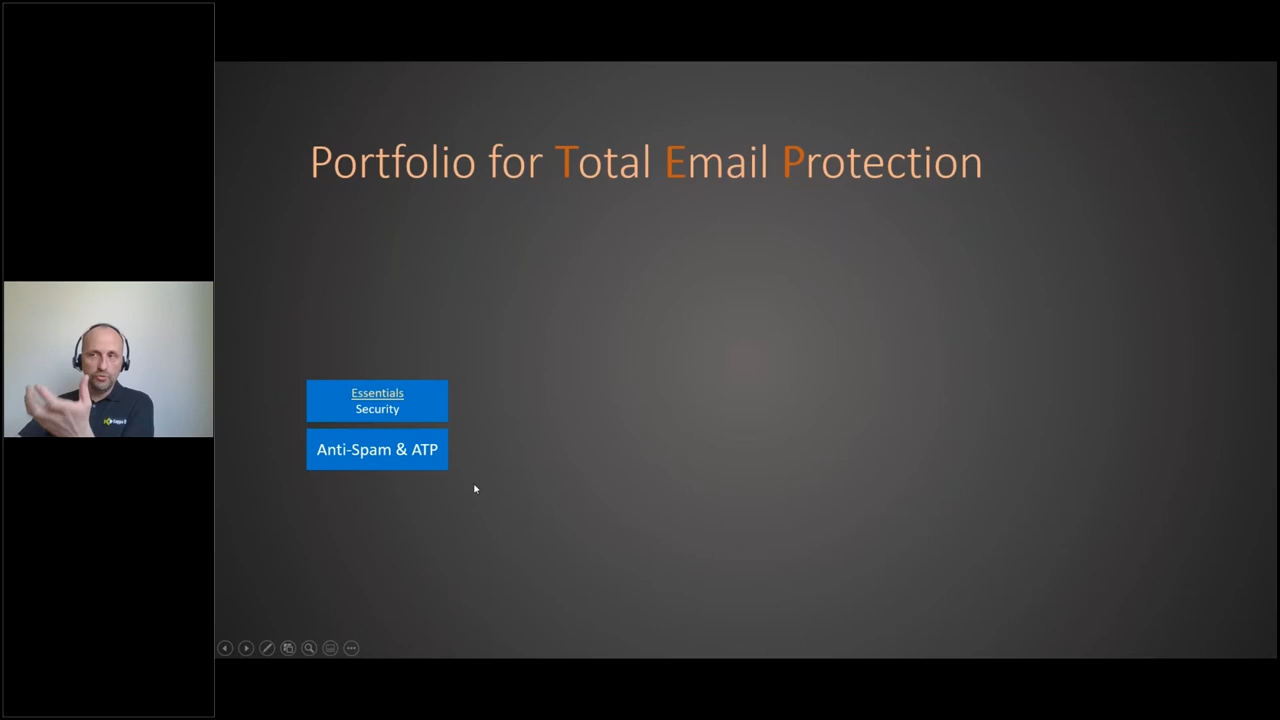 Portfolio for Total Email Protection
Essentials
Security
Anti-Spam & ATP